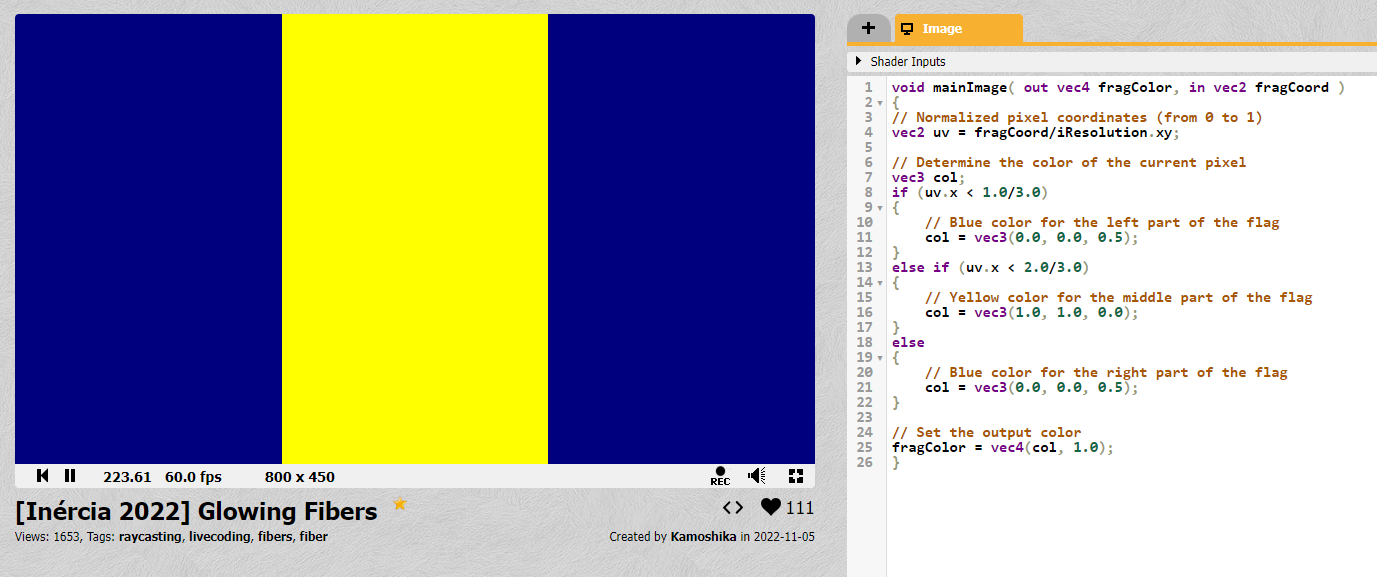 223.61 60.0 fps 800 x 450 REC
[Inércia 2022] Glowing Fibers 111
Views: 1653, Tags: raycasting, livecoding, fibers, fiber Created by Kamoshika in 2022-11-05
+ Image
Shader Inputs
1 void mainImage( out vec4 fragColor, in vec2 fragCoord )
2 {
3 // Normalized pixel coordinates (from 0 to 1)
4 vec2 uv = fragCoord/iResolution.xy;
5
6 // Determine the color of the current pixel
7 vec3 col;
8 if (uv.x < 1.0/3.0)
9 {
10     // Blue color for the left part of the flag
11     col = vec3(0.0, 0.0, 0.5);
12 }
13 else if (uv.x < 2.0/3.0)
14 {
15     // Yellow color for the middle part of the flag
16     col = vec3(1.0, 1.0, 0.0);
17 }
18 else
19 {
20     // Blue color for the right part of the flag
21     col = vec3(0.0, 0.0, 0.5);
22 }
23
24 // Set the output color
25 fragColor = vec4(col, 1.0);
26 }